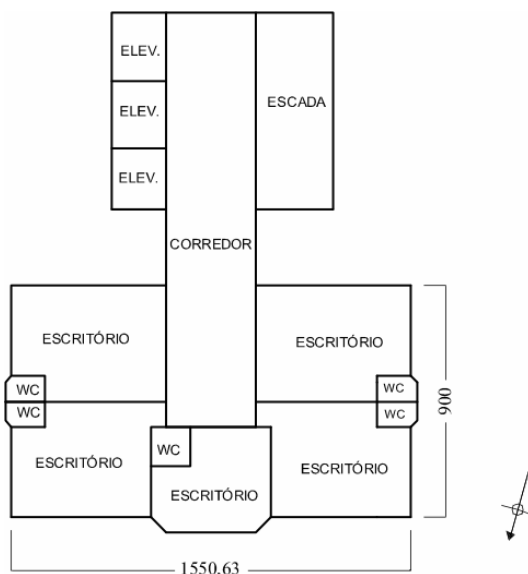 ELEV.
ELEV.
ESCADA
ELEV.
CORREDOR
ESCRITÓRIO
ESCRITÓRIO
WC
WC
WC
WC
900
WC
ESCRITÓRIO
ESCRITÓRIO
ESCRITÓRIO
1550,63